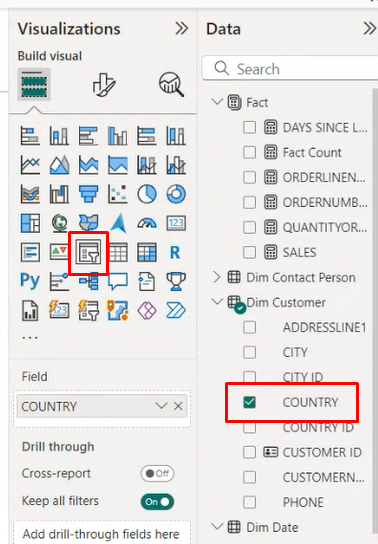 Visualizations
Build visual
123
R
Py
123
...
Field
COUNTRY
Drill through
Cross-report
Off
Keep all filters
On
Add drill-through fields here
Data
Search
Fact
DAYS SINCE L...
Fact Count
ORDERLINEN...
ORDERNUMB...
QUANTITYOR...
SALES
Dim Contact Person
Dim Customer
ADDRESSLINE1
CITY
CITY ID
COUNTRY
COUNTRY ID
CUSTOMER ID
CUSTOMERN...
PHONE
Dim Date